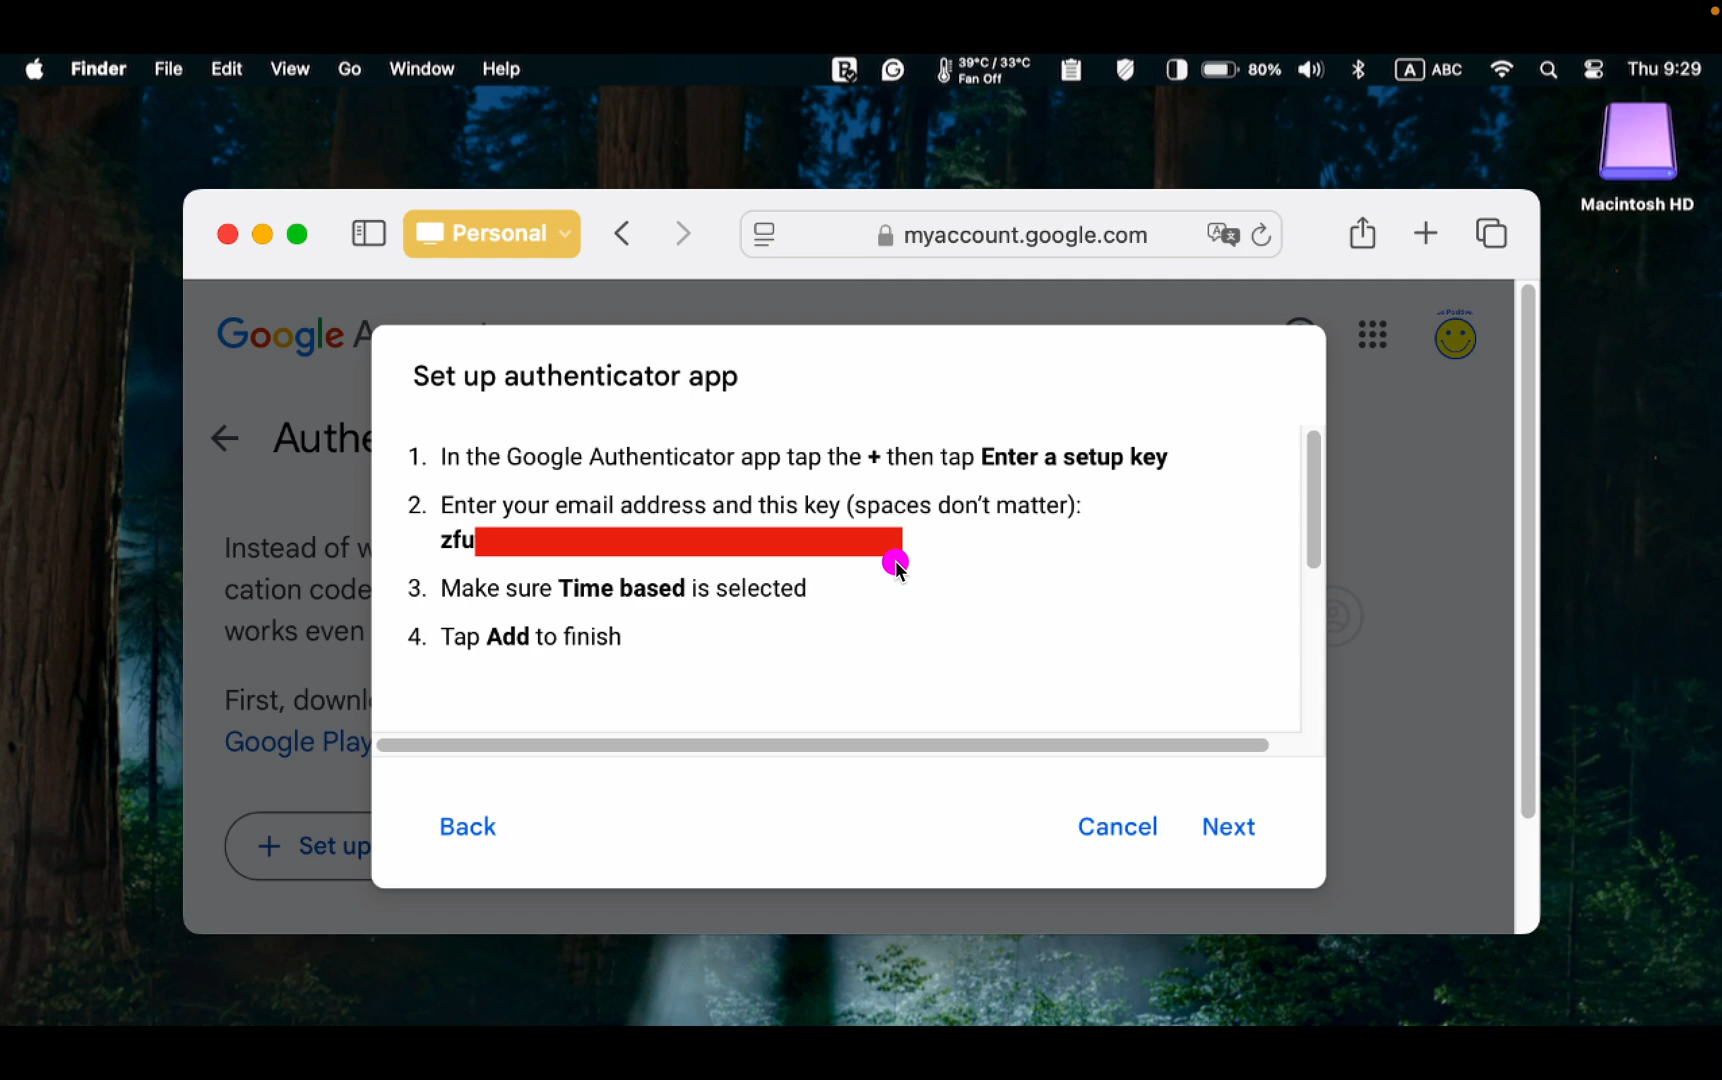 Finder File Edit View Go Window Help 39°C / 33°C 80% A ABC Thu 9:29
Fan Off
Macintosh HD
Personal myaccount.google.com
Google A
Set up authenticator app
Authe
1. In the Google Authenticator app tap the + then tap Enter a setup key
2. Enter your email address and this key (spaces don't matter):
zfu
Instead of
cation code
3. Make sure Time based is selected
works even
4. Tap Add to finish
First, downl
Google Play
Back Cancel Next
+ Set up